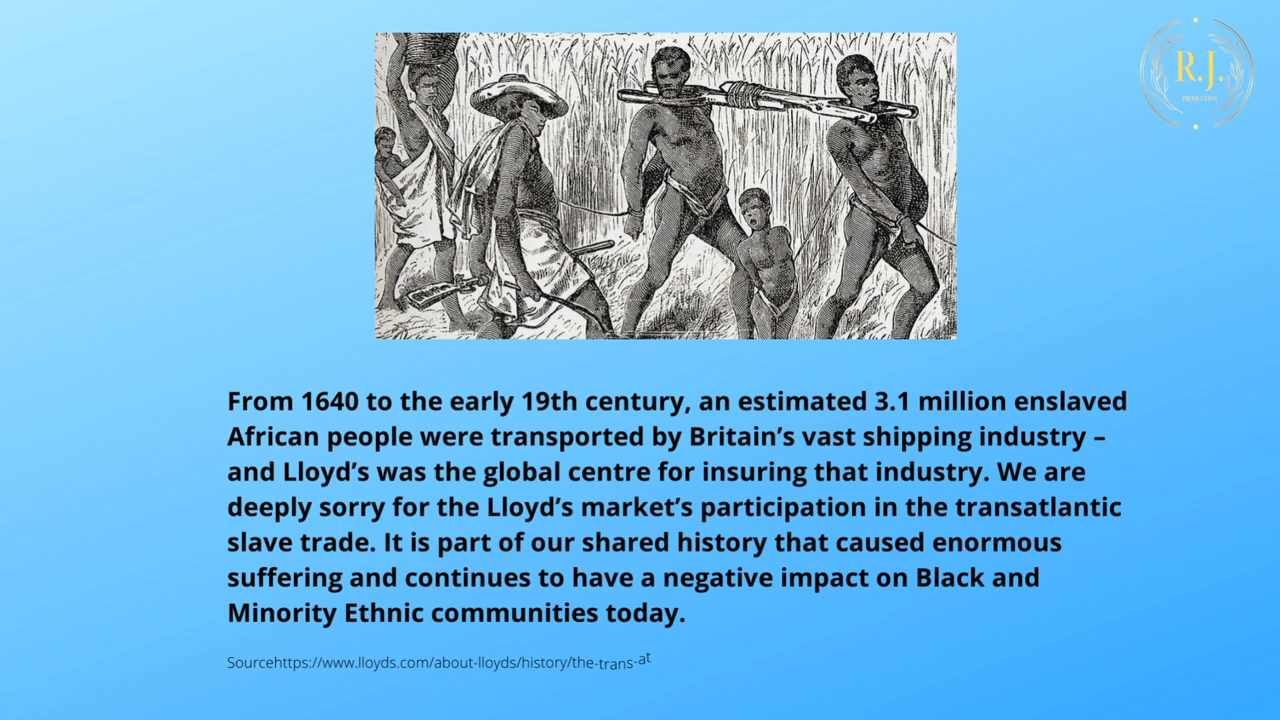 R.J.
PRODUCTION
From 1640 to the early 19th century, an estimated 3.1 million enslaved
African people were transported by Britain’s vast shipping industry –
and Lloyd’s was the global centre for insuring that industry. We are
deeply sorry for the Lloyd’s market’s participation in the transatlantic
slave trade. It is part of our shared history that caused enormous
suffering and continues to have a negative impact on Black and
Minority Ethnic communities today.
Sourcehttps://www.lloyds.com/about-lloyds/history/the-trans-at